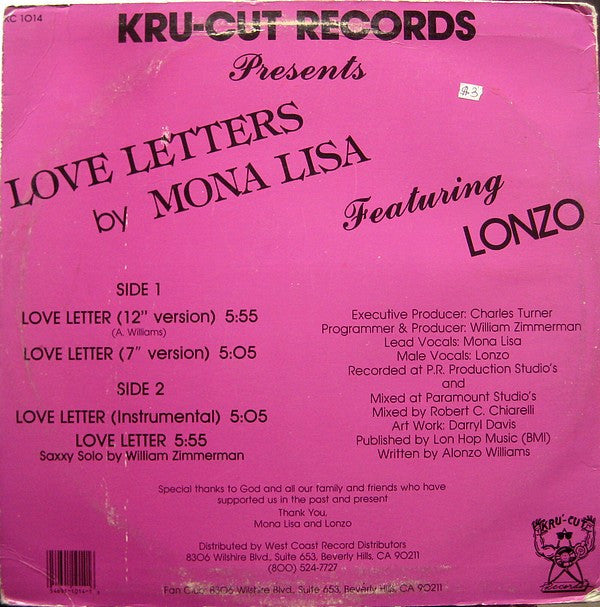 KC 1014
KRU-CUT RECORDS
Presents
$3
LOVE LETTERS
by MONA LISA
Featuring
LONZO
SIDE 1
LOVE LETTER (12" version) 5:55
(A. Williams)
LOVE LETTER (7" version) 5:05
SIDE 2
LOVE LETTER (Instrumental) 5:05
LOVE LETTER 5:55
Saxxy Solo by William Zimmerman
Executive Producer: Charles Turner
Programmer & Producer: William Zimmerman
Lead Vocals: Mona Lisa
Male Vocals: Lonzo
Recorded at P.R. Production Studio's
and
Mixed at Paramount Studio's
Mixed by Robert C. Chiarelli
Art Work: Darryl Davis
Published by Lon Hop Music (BMI)
Written by Alonzo Williams
Special thanks to God and all our family and friends who have
supported us in the past and present
Thank You,
Mona Lisa and Lonzo
Distributed by West Coast Record Distributors
8306 Wilshire Blvd., Suite 653, Beverly Hills, CA 90211
(800) 524-7727
Fan Club: 8306 Wilshire Blvd., Suite 653, Beverly Hills, CA 90211
KRU-CUT
Records